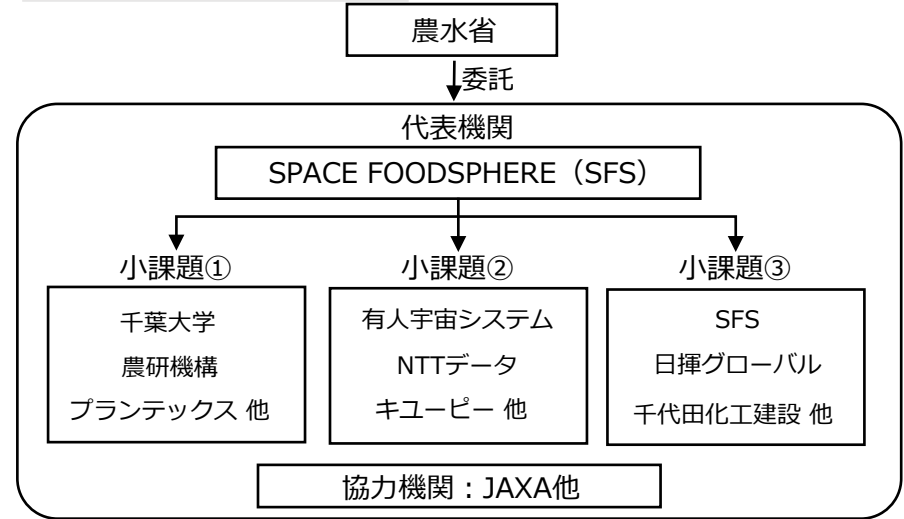 農水省
委託
代表機関
SPACE FOODSPHERE（SFS）
小課題①
千葉大学
農研機構
プランテックス 他
小課題②
有人宇宙システム
NTTデータ
キユーピー 他
小課題③
SFS
日揮グローバル
千代田化工建設 他
協力機関：JAXA他